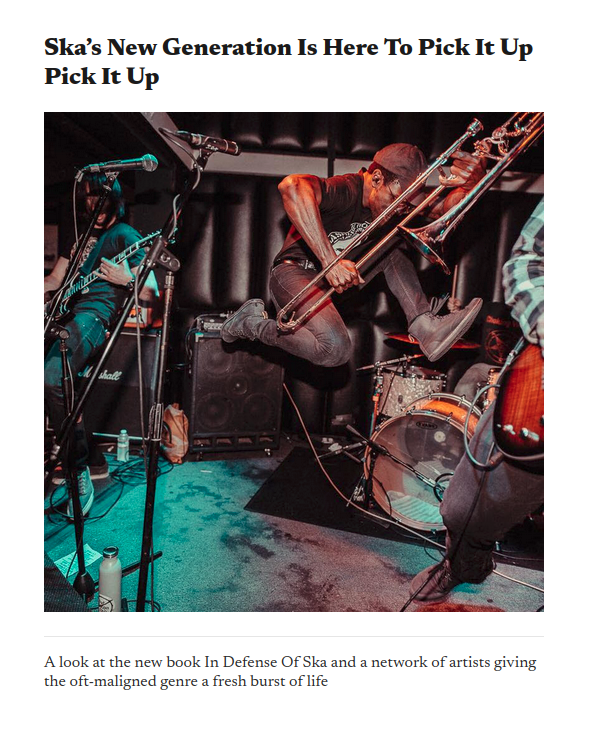 Ska’s New Generation Is Here To Pick It Up
Pick It Up
Marshall
A look at the new book In Defense Of Ska and a network of artists giving
the oft-maligned genre a fresh burst of life